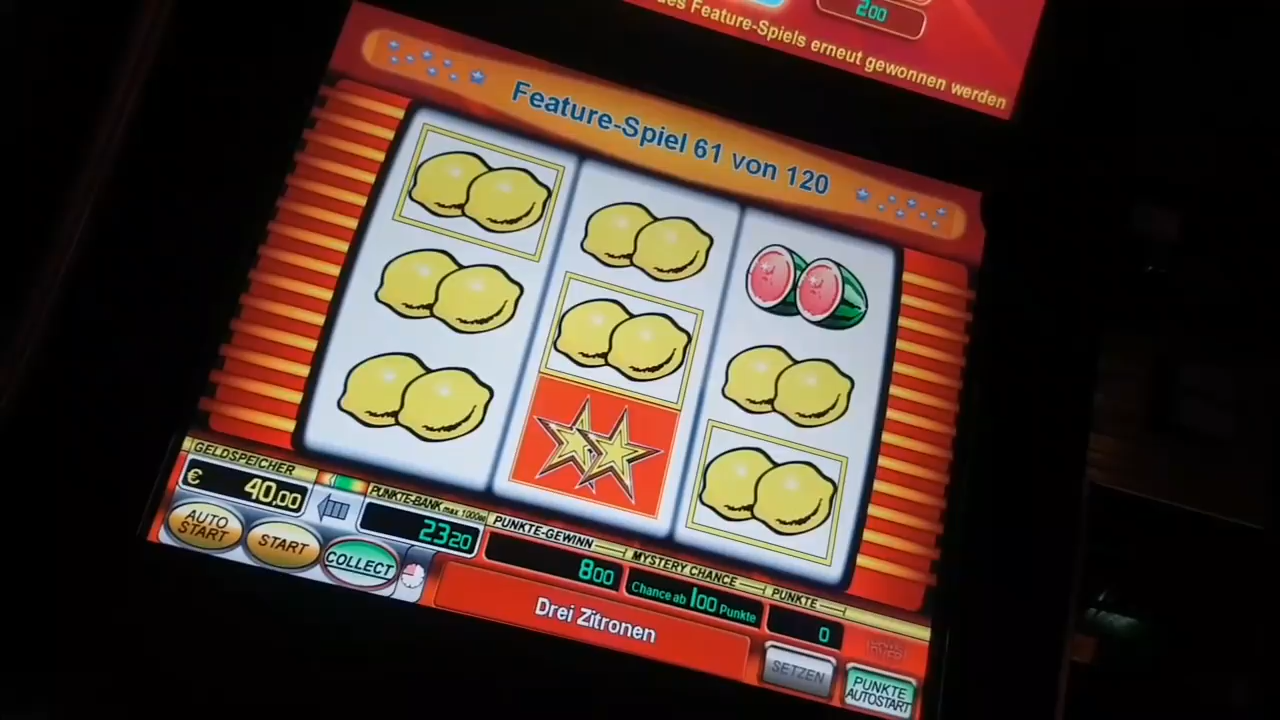 200
des Feature-Spiels erneut gewonnen werden
Feature-Spiel 61 von 120
GELDSPEICHER
€ 40,00
PUNKTE-BANK max 10000
2320
PUNKTE-GEWINN
800
MYSTERY CHANCE
Chance ab 100 Punkte
PUNKTE
0
AUTO
START
START
COLLECT
Drei Zitronen
SETZEN
PUNKTE
AUTOSTART